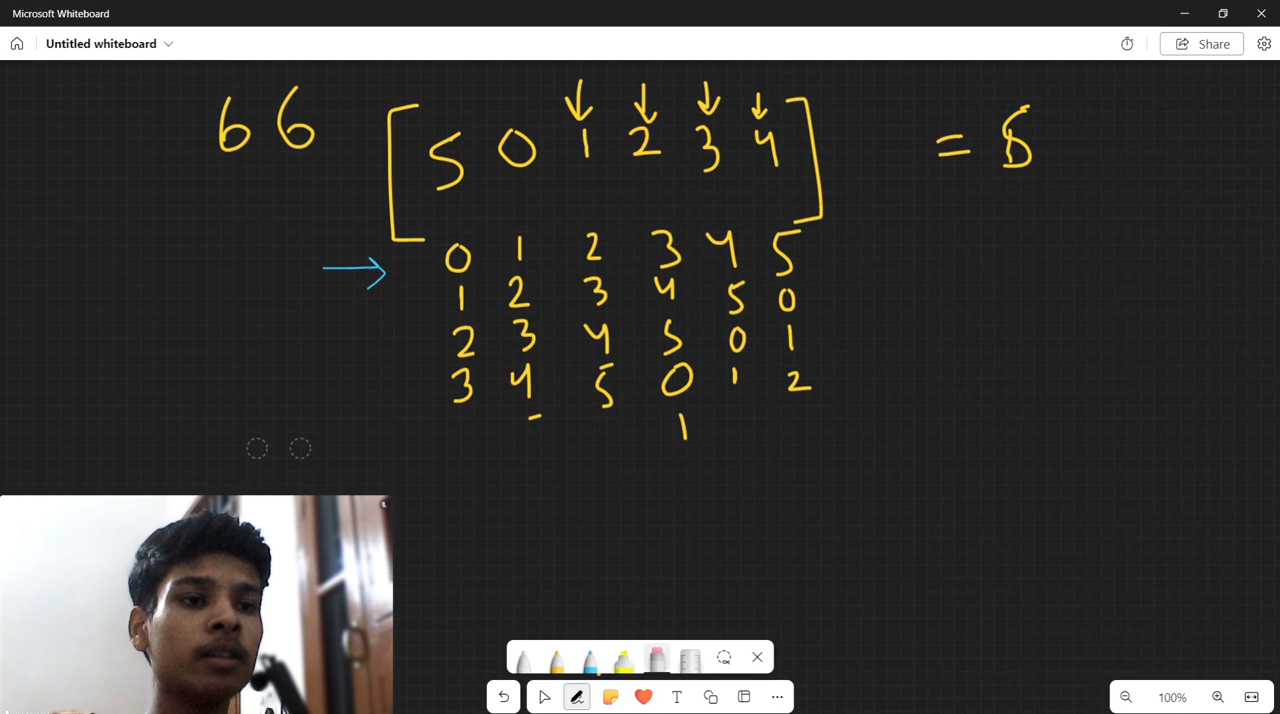 Microsoft Whiteboard
Untitled whiteboard
Share
6 6 [ 5 0 1 2 3 4 ] = 5
0 1 2 3 4 5
1 2 3 4 5 0
2 3 4 5 0 1
3 4 5 0 1 2
1
T
100%